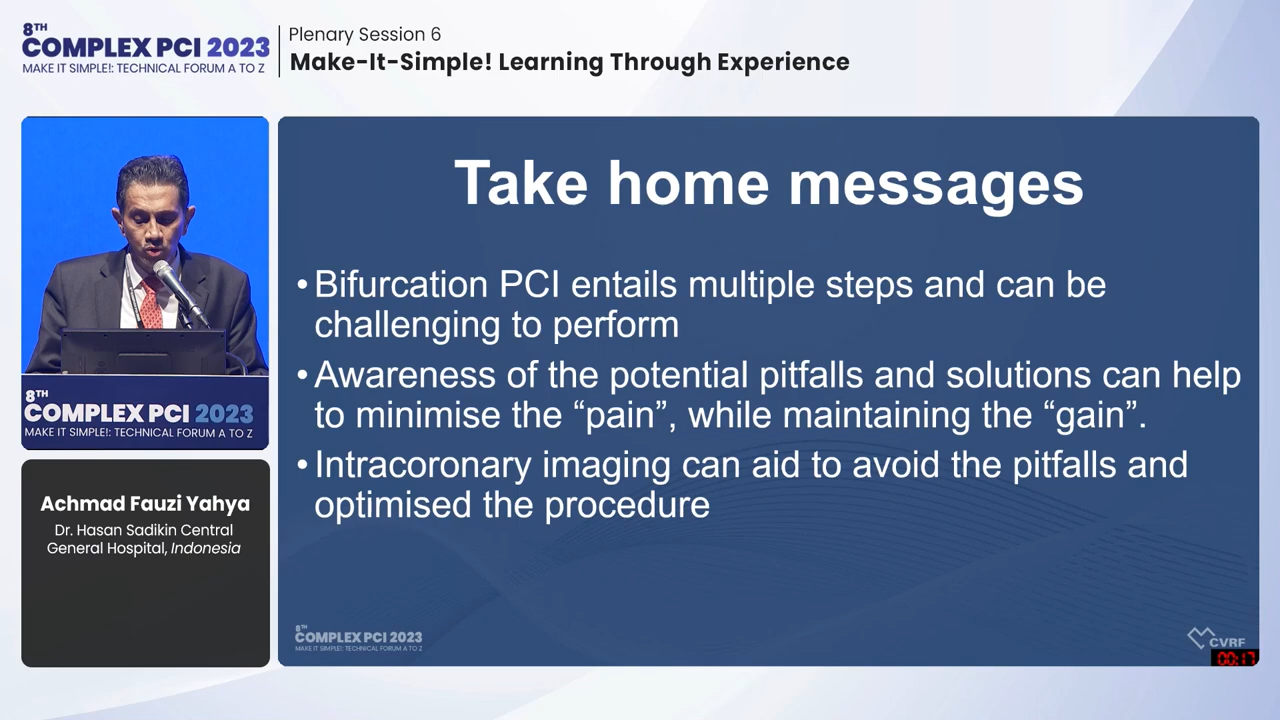 8TH
COMPLEX PCI 2023
MAKE IT SIMPLE!: TECHNICAL FORUM A TO Z
Plenary Session 6
Make-It-Simple! Learning Through Experience
8TH
COMPLEX PCI 2023
MAKE IT SIMPLE!: TECHNICAL FORUM A TO Z
Achmad Fauzi Yahya
Dr. Hasan Sadikin Central
General Hospital, Indonesia
Take home messages
• Bifurcation PCI entails multiple steps and can be
challenging to perform
• Awareness of the potential pitfalls and solutions can help
to minimise the “pain”, while maintaining the “gain”.
• Intracoronary imaging can aid to avoid the pitfalls and
optimised the procedure
8TH
COMPLEX PCI 2023
MAKE IT SIMPLE!: TECHNICAL FORUM A TO Z
CVRF
00:17